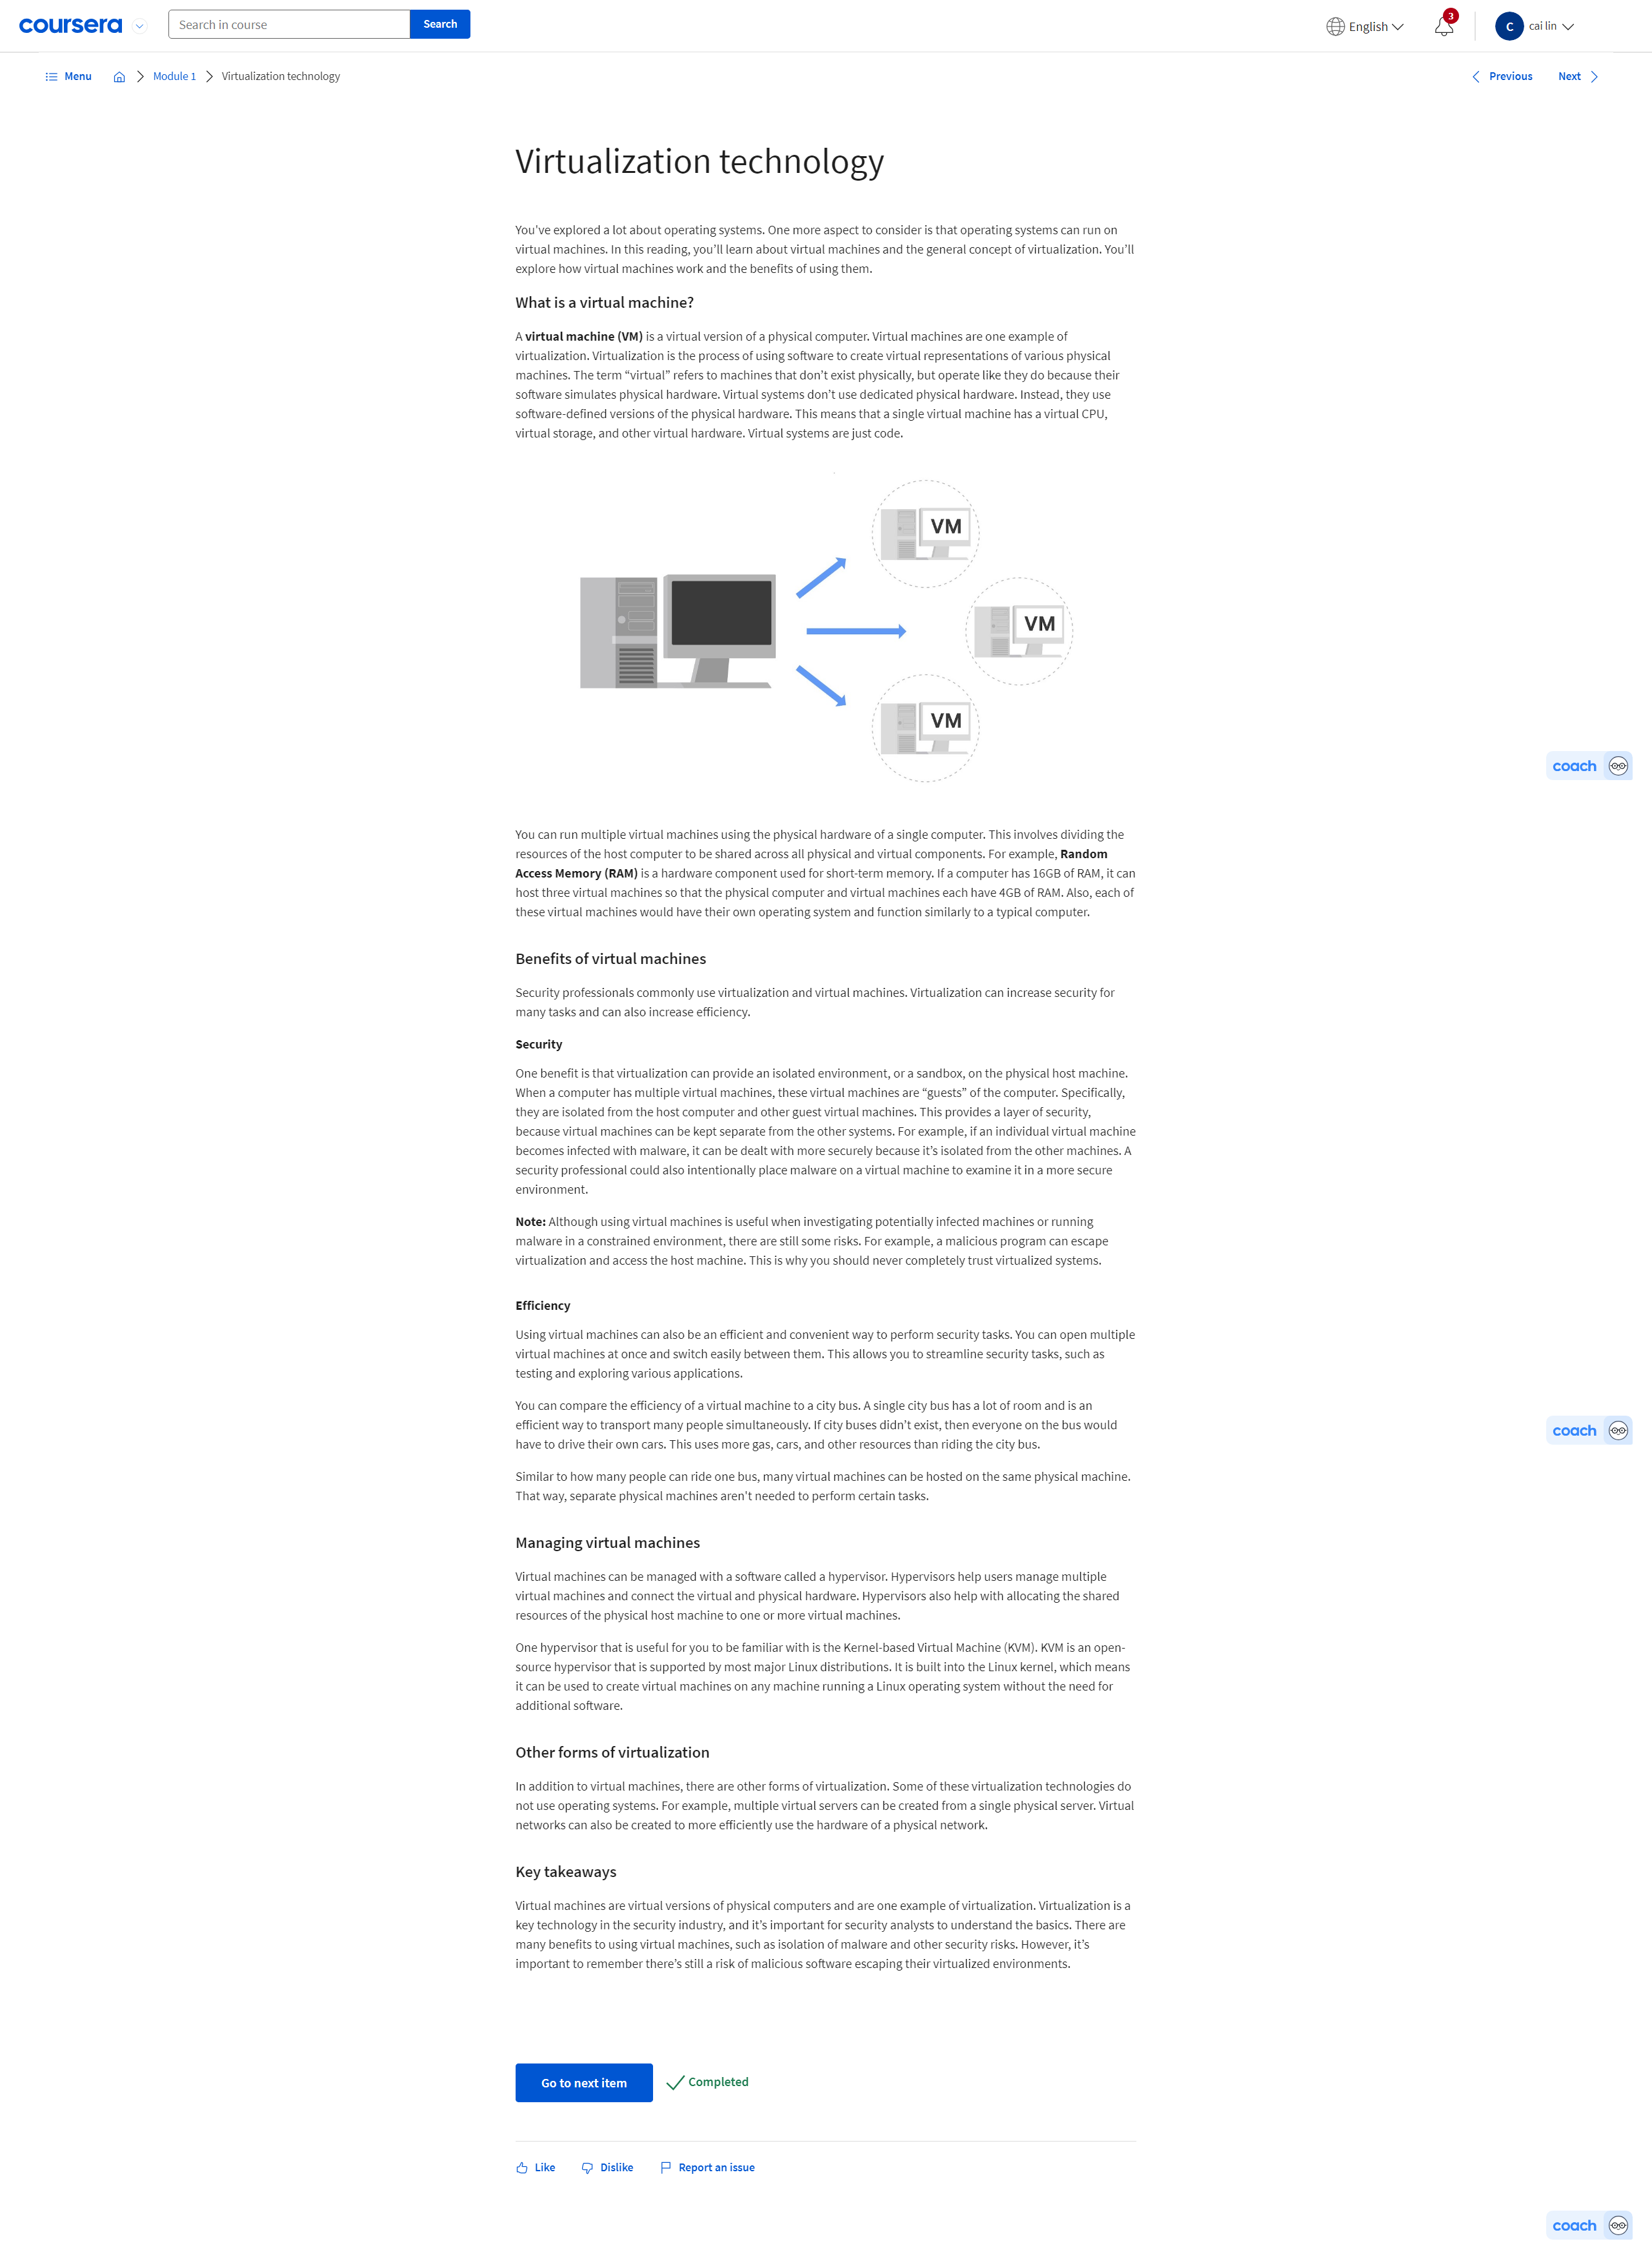 coursera
Search in course
Search
English
3
C
cai lin
Menu
Module 1
Virtualization technology
Previous
Next
Virtualization technology
You've explored a lot about operating systems. One more aspect to consider is that operating systems can run on
virtual machines. In this reading, you’ll learn about virtual machines and the general concept of virtualization. You’ll
explore how virtual machines work and the benefits of using them.
What is a virtual machine?
A virtual machine (VM) is a virtual version of a physical computer. Virtual machines are one example of
virtualization. Virtualization is the process of using software to create virtual representations of various physical
machines. The term “virtual” refers to machines that don’t exist physically, but operate like they do because their
software simulates physical hardware. Virtual systems don’t use dedicated physical hardware. Instead, they use
software-defined versions of the physical hardware. This means that a single virtual machine has a virtual CPU,
virtual storage, and other virtual hardware. Virtual systems are just code.
VM
VM
VM
coach
You can run multiple virtual machines using the physical hardware of a single computer. This involves dividing the
resources of the host computer to be shared across all physical and virtual components. For example, Random
Access Memory (RAM) is a hardware component used for short-term memory. If a computer has 16GB of RAM, it can
host three virtual machines so that the physical computer and virtual machines each have 4GB of RAM. Also, each of
these virtual machines would have their own operating system and function similarly to a typical computer.
Benefits of virtual machines
Security professionals commonly use virtualization and virtual machines. Virtualization can increase security for
many tasks and can also increase efficiency.
Security
One benefit is that virtualization can provide an isolated environment, or a sandbox, on the physical host machine.
When a computer has multiple virtual machines, these virtual machines are “guests” of the computer. Specifically,
they are isolated from the host computer and other guest virtual machines. This provides a layer of security,
because virtual machines can be kept separate from the other systems. For example, if an individual virtual machine
becomes infected with malware, it can be dealt with more securely because it’s isolated from the other machines. A
security professional could also intentionally place malware on a virtual machine to examine it in a more secure
environment.
Note: Although using virtual machines is useful when investigating potentially infected machines or running
malware in a constrained environment, there are still some risks. For example, a malicious program can escape
virtualization and access the host machine. This is why you should never completely trust virtualized systems.
Efficiency
Using virtual machines can also be an efficient and convenient way to perform security tasks. You can open multiple
virtual machines at once and switch easily between them. This allows you to streamline security tasks, such as
testing and exploring various applications.
You can compare the efficiency of a virtual machine to a city bus. A single city bus has a lot of room and is an
efficient way to transport many people simultaneously. If city buses didn't exist, then everyone on the bus would
have to drive their own cars. This uses more gas, cars, and other resources than riding the city bus.
coach
Similar to how many people can ride one bus, many virtual machines can be hosted on the same physical machine.
That way, separate physical machines aren't needed to perform certain tasks.
Managing virtual machines
Virtual machines can be managed with a software called a hypervisor. Hypervisors help users manage multiple
virtual machines and connect the virtual and physical hardware. Hypervisors also help with allocating the shared
resources of the physical host machine to one or more virtual machines.
One hypervisor that is useful for you to be familiar with is the Kernel-based Virtual Machine (KVM). KVM is an open-
source hypervisor that is supported by most major Linux distributions. It is built into the Linux kernel, which means
it can be used to create virtual machines on any machine running a Linux operating system without the need for
additional software.
Other forms of virtualization
In addition to virtual machines, there are other forms of virtualization. Some of these virtualization technologies do
not use operating systems. For example, multiple virtual servers can be created from a single physical server. Virtual
networks can also be created to more efficiently use the hardware of a physical network.
Key takeaways
Virtual machines are virtual versions of physical computers and are one example of virtualization. Virtualization is a
key technology in the security industry, and it’s important for security analysts to understand the basics. There are
many benefits to using virtual machines, such as isolation of malware and other security risks. However, it’s
important to remember there’s still a risk of malicious software escaping their virtualized environments.
Go to next item
Completed
Like
Dislike
Report an issue
coach